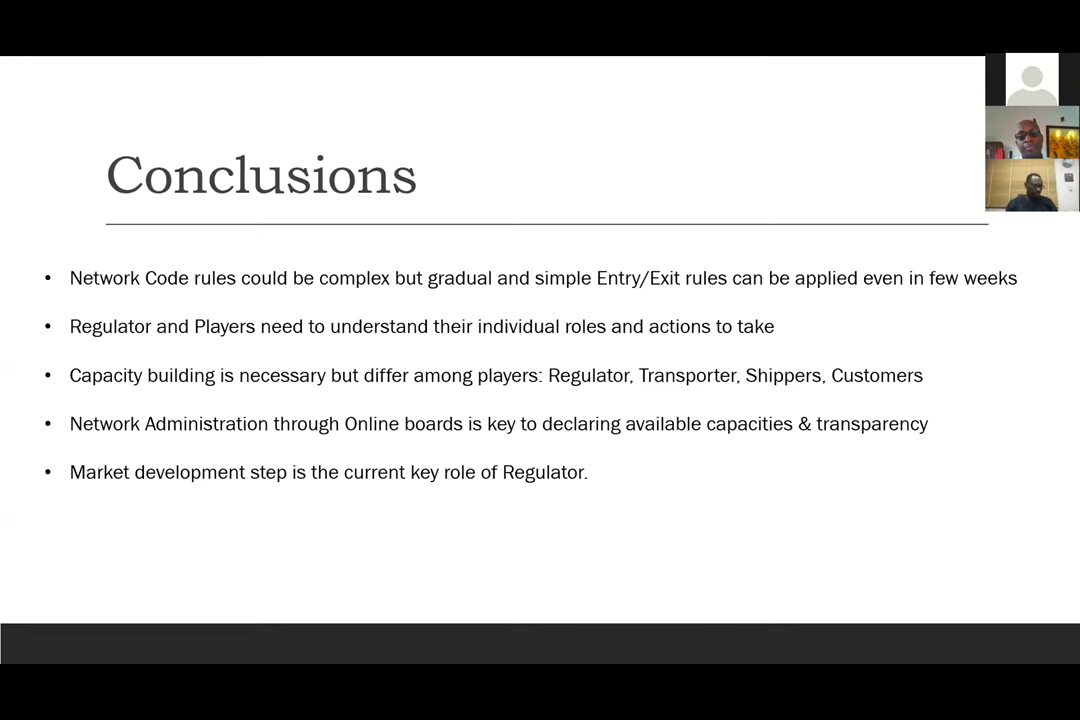 Conclusions
• Network Code rules could be complex but gradual and simple Entry/Exit rules can be applied even in few weeks
• Regulator and Players need to understand their individual roles and actions to take
• Capacity building is necessary but differ among players: Regulator, Transporter, Shippers, Customers
• Network Administration through Online boards is key to declaring available capacities & transparency
• Market development step is the current key role of Regulator.